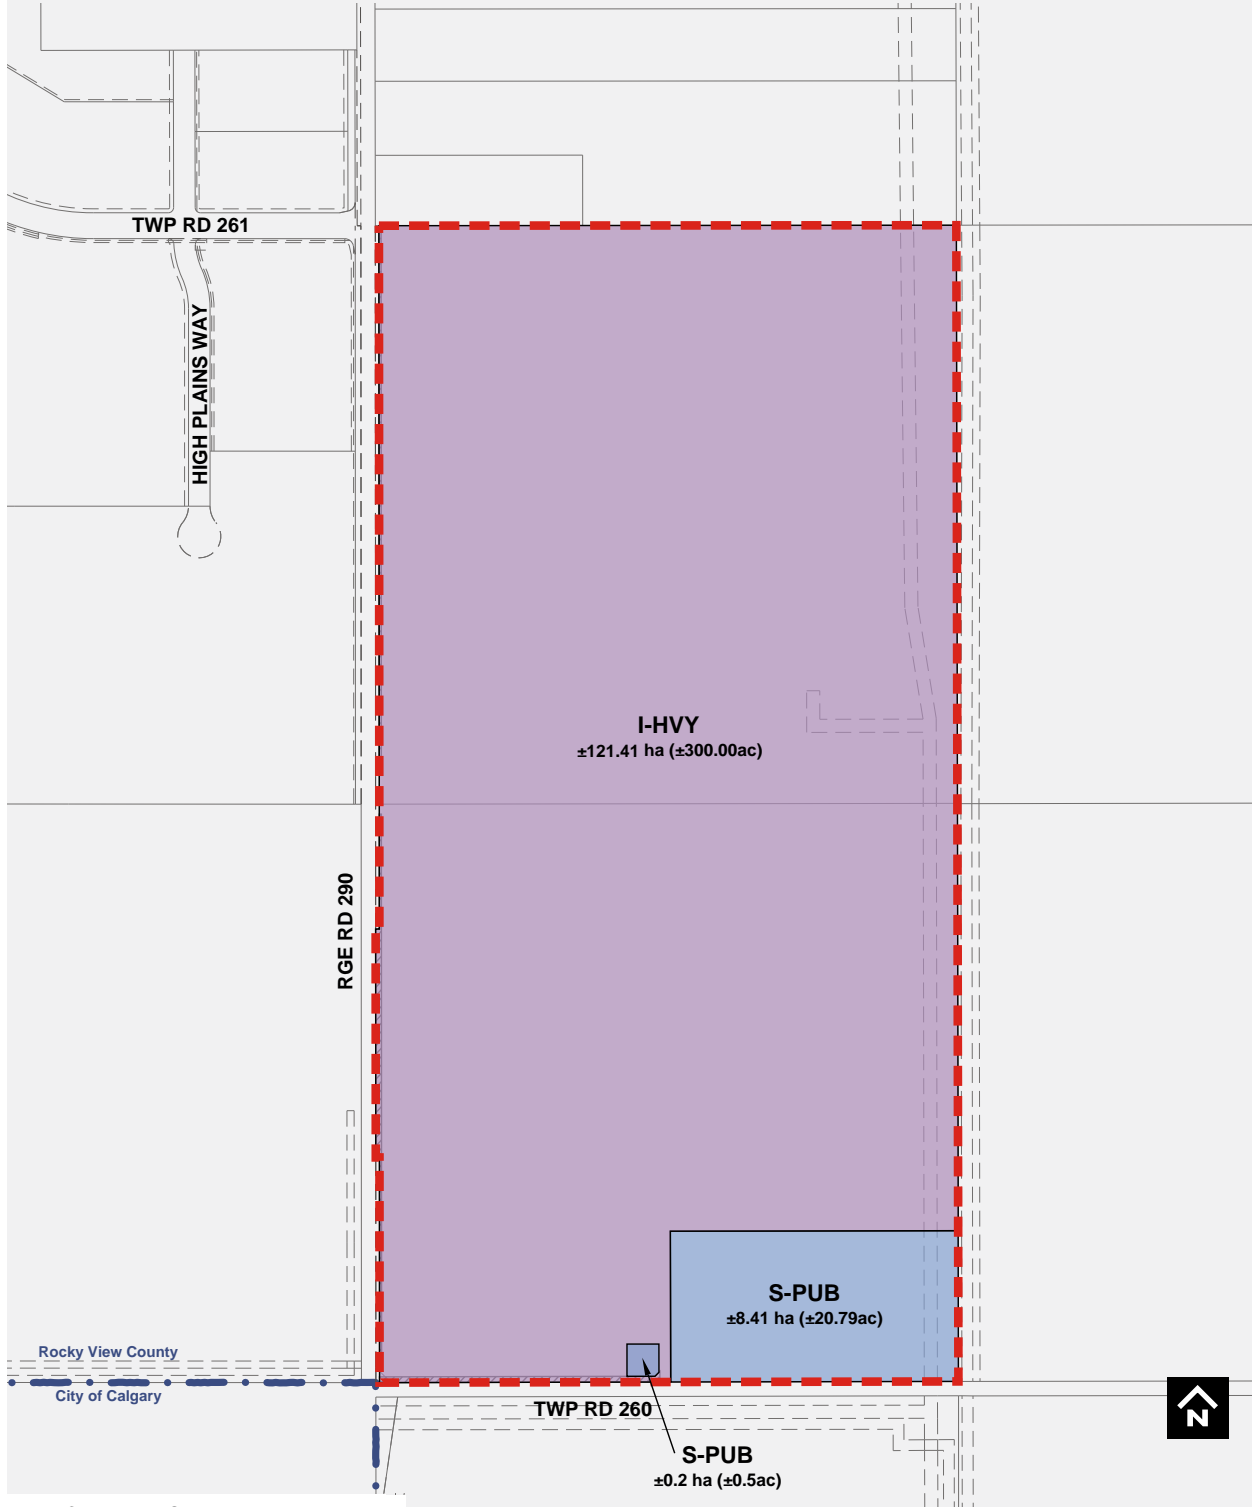 TWP RD 261
HIGH PLAINS WAY
I-HVY
±121.41 ha (±300.00ac)
RGE RD 290
S-PUB
±8.41 ha (±20.79ac)
Rocky View County
City of Calgary
TWP RD 260
S-PUB
±0.2 ha (±0.5ac)
N